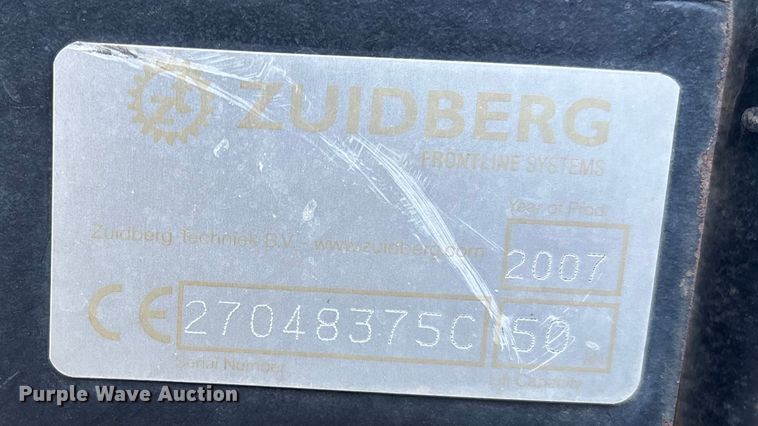 ZUIDBERG
FRONTLINE SYSTEMS
Year of Prod.
Zuidberg Techniek B.V. - www.zuidberg.com
2007
CE 27048375C 50
Serial Number Lift Capacity
Purple Wave Auction